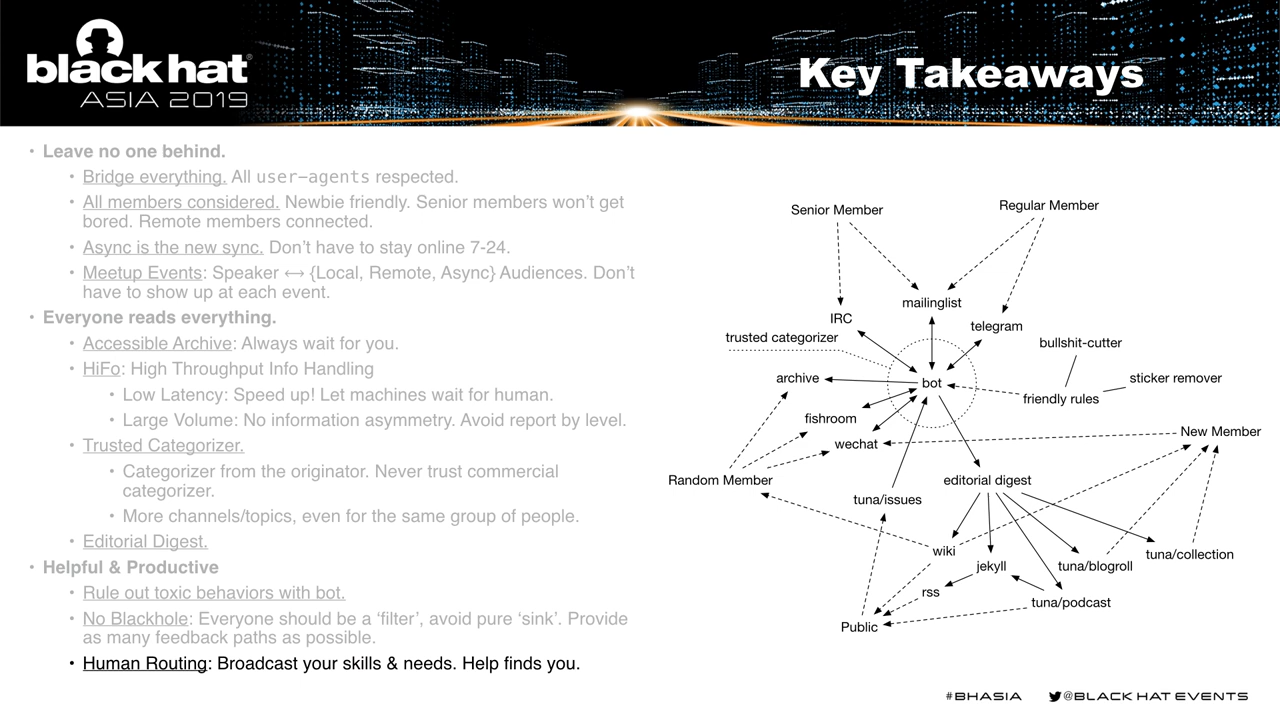 black hat®
ASIA 2019
Key Takeaways
• Leave no one behind.
• Bridge everything. All user-agents respected.
• All members considered. Newbie friendly. Senior members won’t get
bored. Remote members connected.
• Async is the new sync. Don’t have to stay online 7-24.
• Meetup Events: Speaker ⟷ {Local, Remote, Async} Audiences. Don’t
have to show up at each event.
• Everyone reads everything.
• Accessible Archive: Always wait for you.
• HiFo: High Throughput Info Handling
• Low Latency: Speed up! Let machines wait for human.
• Large Volume: No information asymmetry. Avoid report by level.
• Trusted Categorizer.
• Categorizer from the originator. Never trust commercial
categorizer.
• More channels/topics, even for the same group of people.
• Editorial Digest.
• Helpful & Productive
• Rule out toxic behaviors with bot.
• No Blackhole: Everyone should be a ‘filter’, avoid pure ‘sink’. Provide
as many feedback paths as possible.
• Human Routing: Broadcast your skills & needs. Help finds you.
Senior Member
Regular Member
mailinglist
IRC
telegram
trusted categorizer
bullshit-cutter
archive
bot
sticker remover
friendly rules
fishroom
New Member
wechat
Random Member
editorial digest
tuna/issues
wiki
tuna/collection
jekyll
tuna/blogroll
rss
tuna/podcast
Public
#BHASIA
@BLACK HAT EVENTS